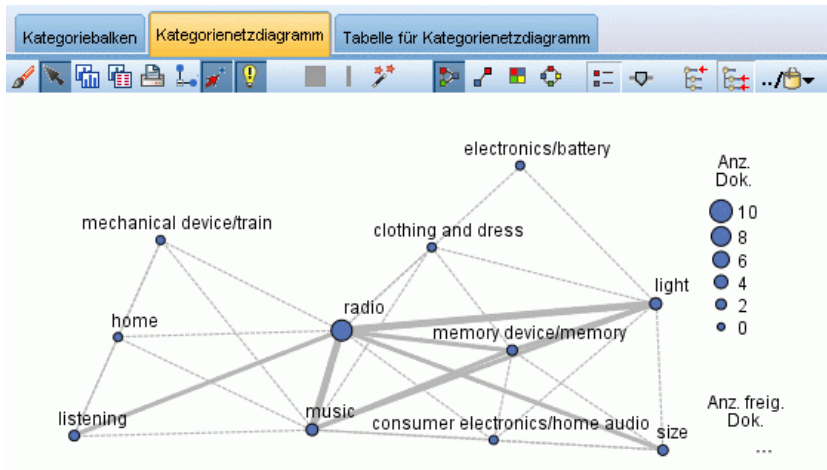 Kategoriebalken
Kategorienetzdiagramm
Tabelle für Kategorienetzdiagramm
../
electronics/battery
mechanical device/train
clothing and dress
light
radio
home
memory device/memory
listening
music
consumer electronics/home audio
size
Anz.
Dok.
10
8
6
4
2
0
Anz. freig.
Dok.
...